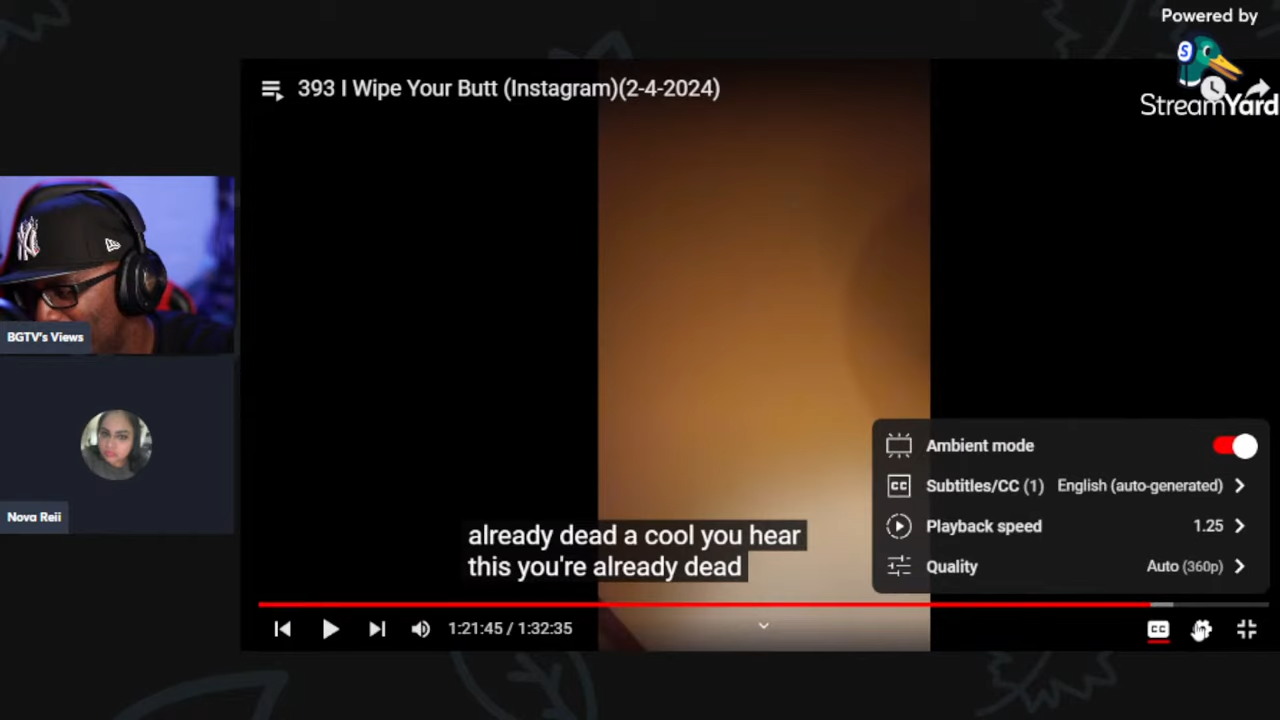 Powered by
StreamYard
393 I Wipe Your Butt (Instagram)(2-4-2024)
BGTV's Views
Nova Reii
Ambient mode
Subtitles/CC (1) English (auto-generated)
Playback speed 1.25
Quality Auto (360p)
already dead a cool you hear
this you're already dead
1:21:45 / 1:32:35
CC